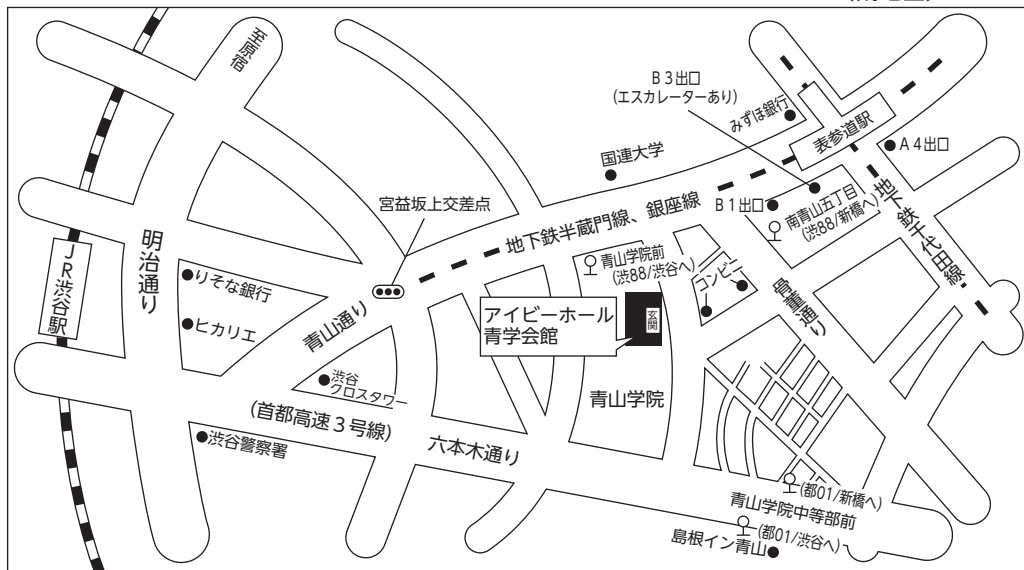 至原宿
B3出口
(エスカレーターあり)
みずほ銀行
表参道駅
A4出口
国連大学
宮益坂上交差点
地下鉄半蔵門線、銀座線
B1出口
南青山五丁目
(渋88/新橋へ)
地下鉄千代田線
明治通り
JR渋谷駅
りそな銀行
ヒカリエ
青山通り
青山学院前
(渋88/渋谷へ)
コンビニ
骨董通り
アイビーホール
青学会館
玄関
渋谷
クロスタワー
青山学院
(首都高速3号線)
六本木通り
渋谷警察署
(都01/新橋へ)
青山学院中等部前
(都01/渋谷へ)
島根イン青山